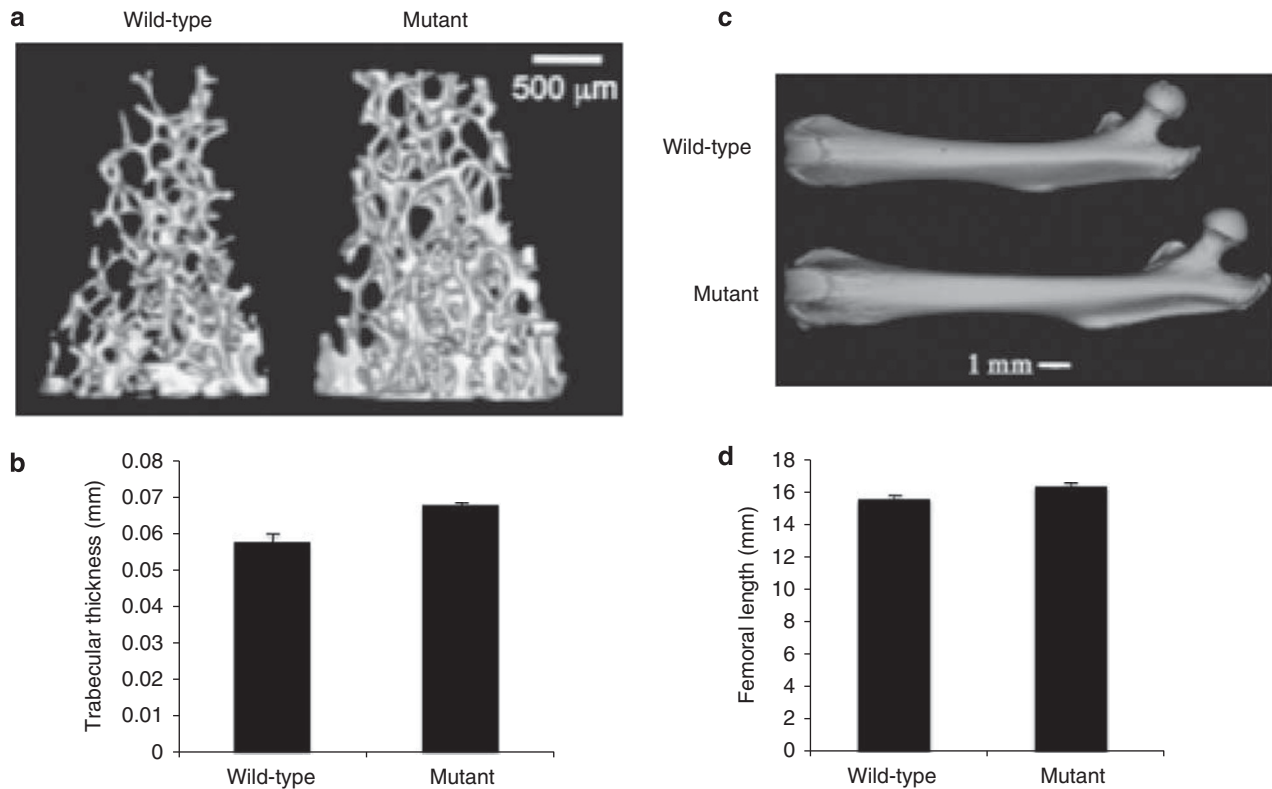 a
Wild-type Mutant
500 μm
b
Trabecular thickness (mm)
0.08
0.07
0.06
0.05
0.04
0.03
0.02
0.01
0
Wild-type Mutant
c
Wild-type
Mutant
1 mm
d
Femoral length (mm)
18
16
14
12
10
8
6
4
2
0
Wild-type Mutant